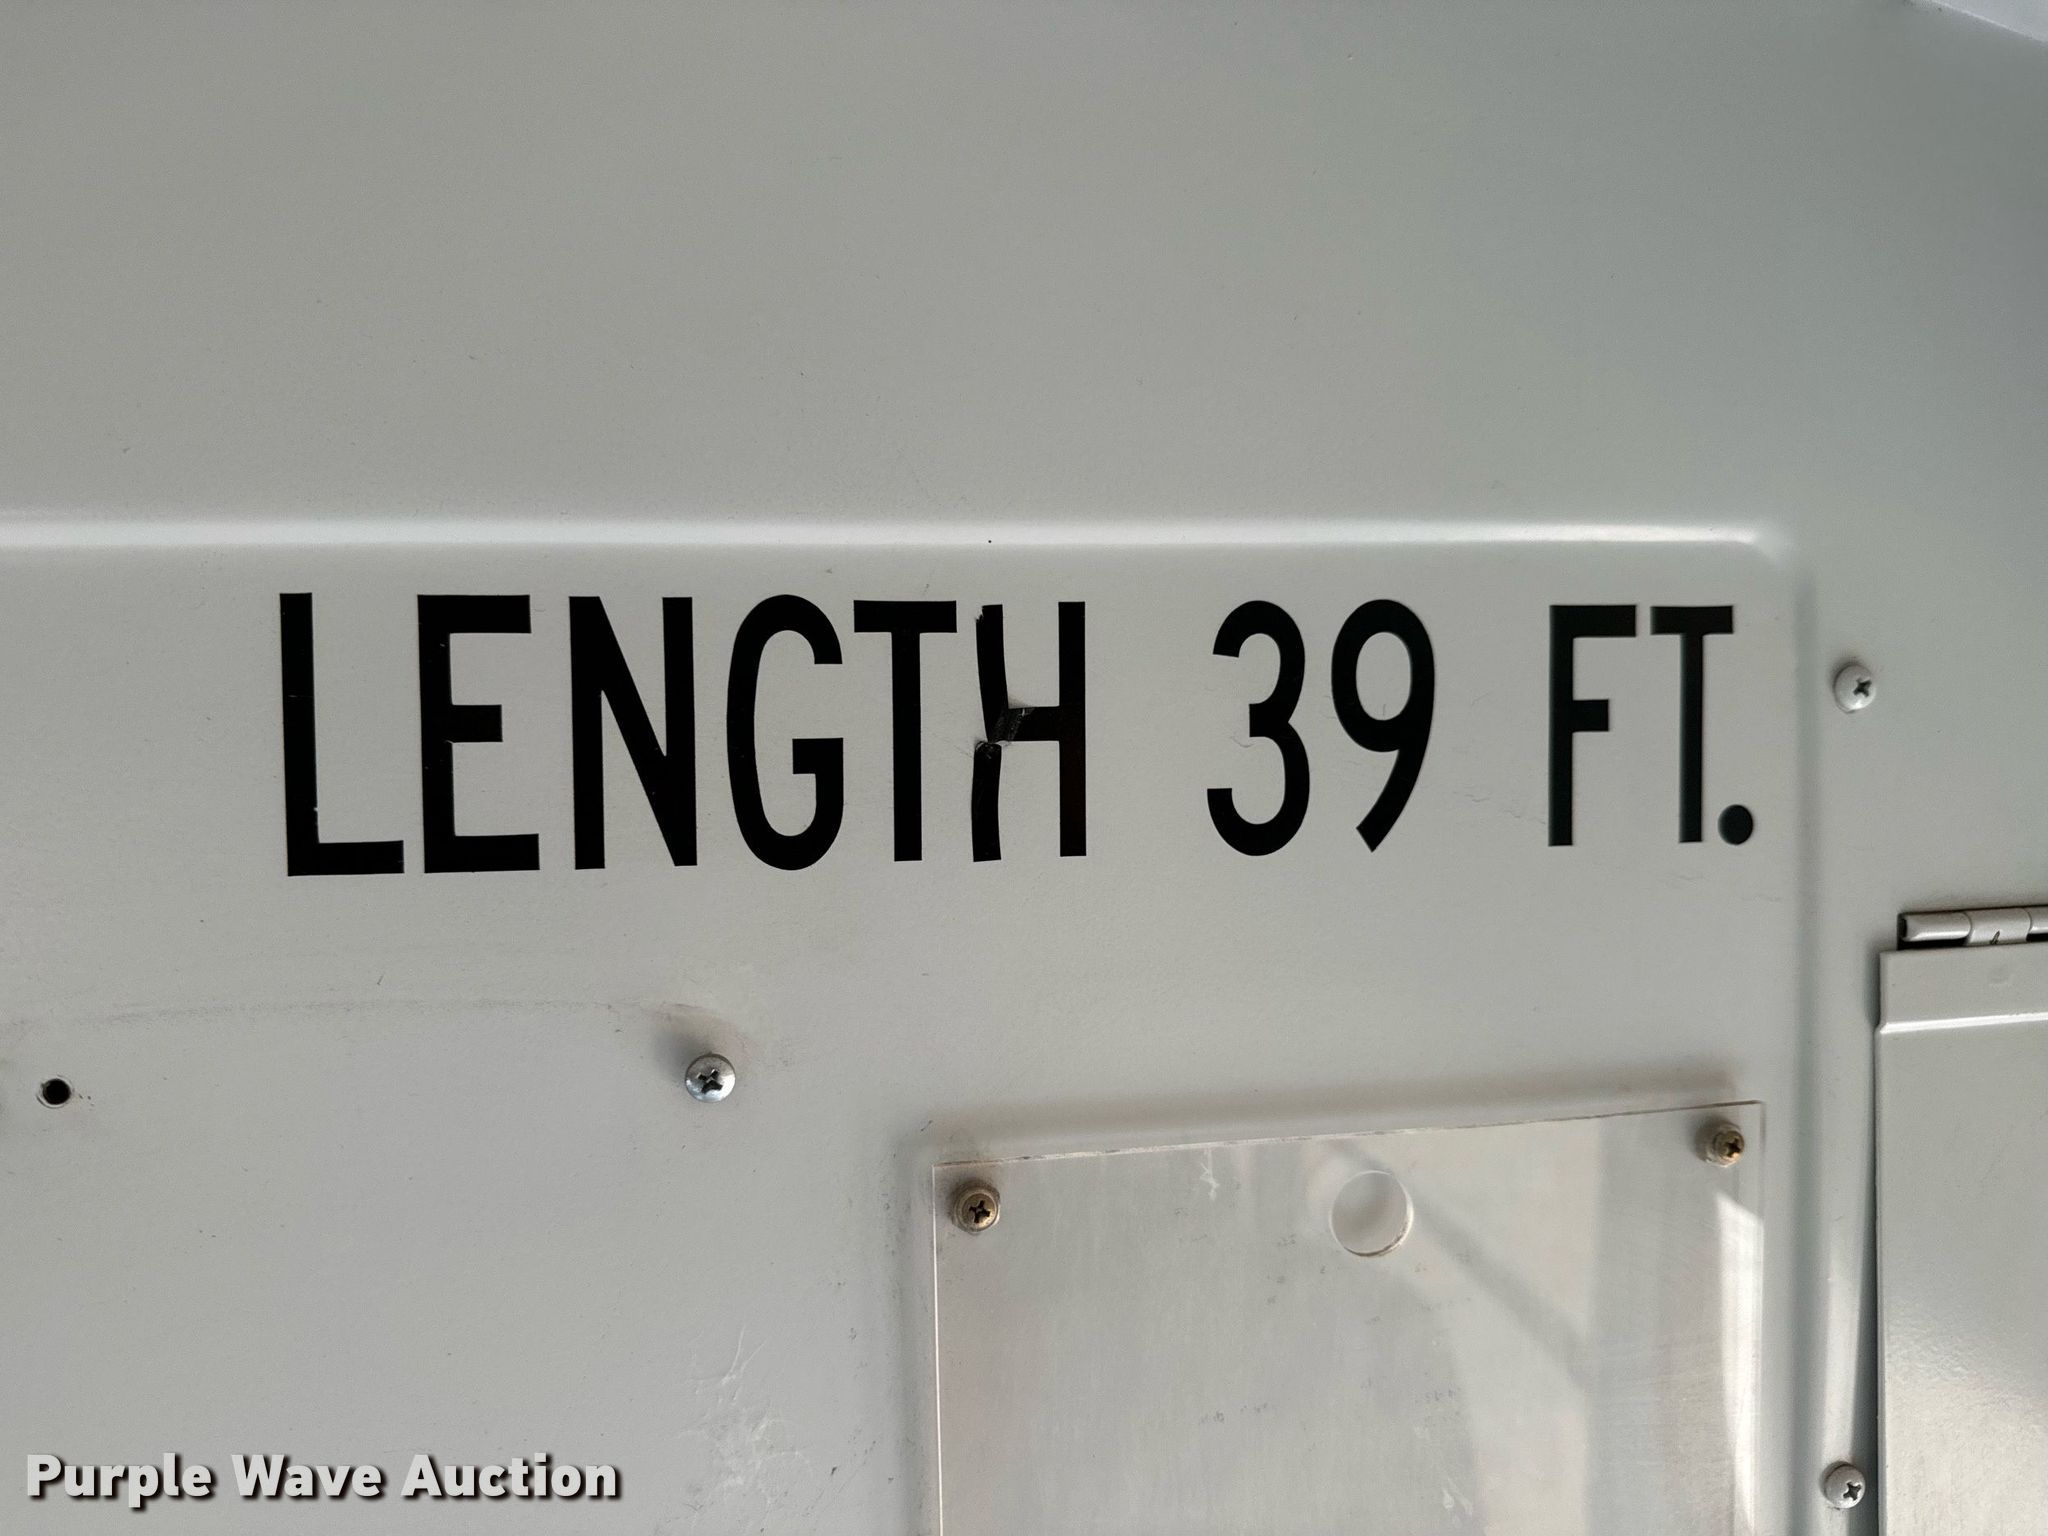 LENGTH 39 FT.
Purple Wave Auction